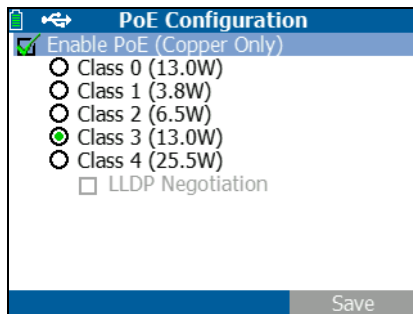 PoE Configuration
Enable PoE (Copper Only)
Class 0 (13.0W)
Class 1 (3.8W)
Class 2 (6.5W)
Class 3 (13.0W)
Class 4 (25.5W)
LLDP Negotiation
Save